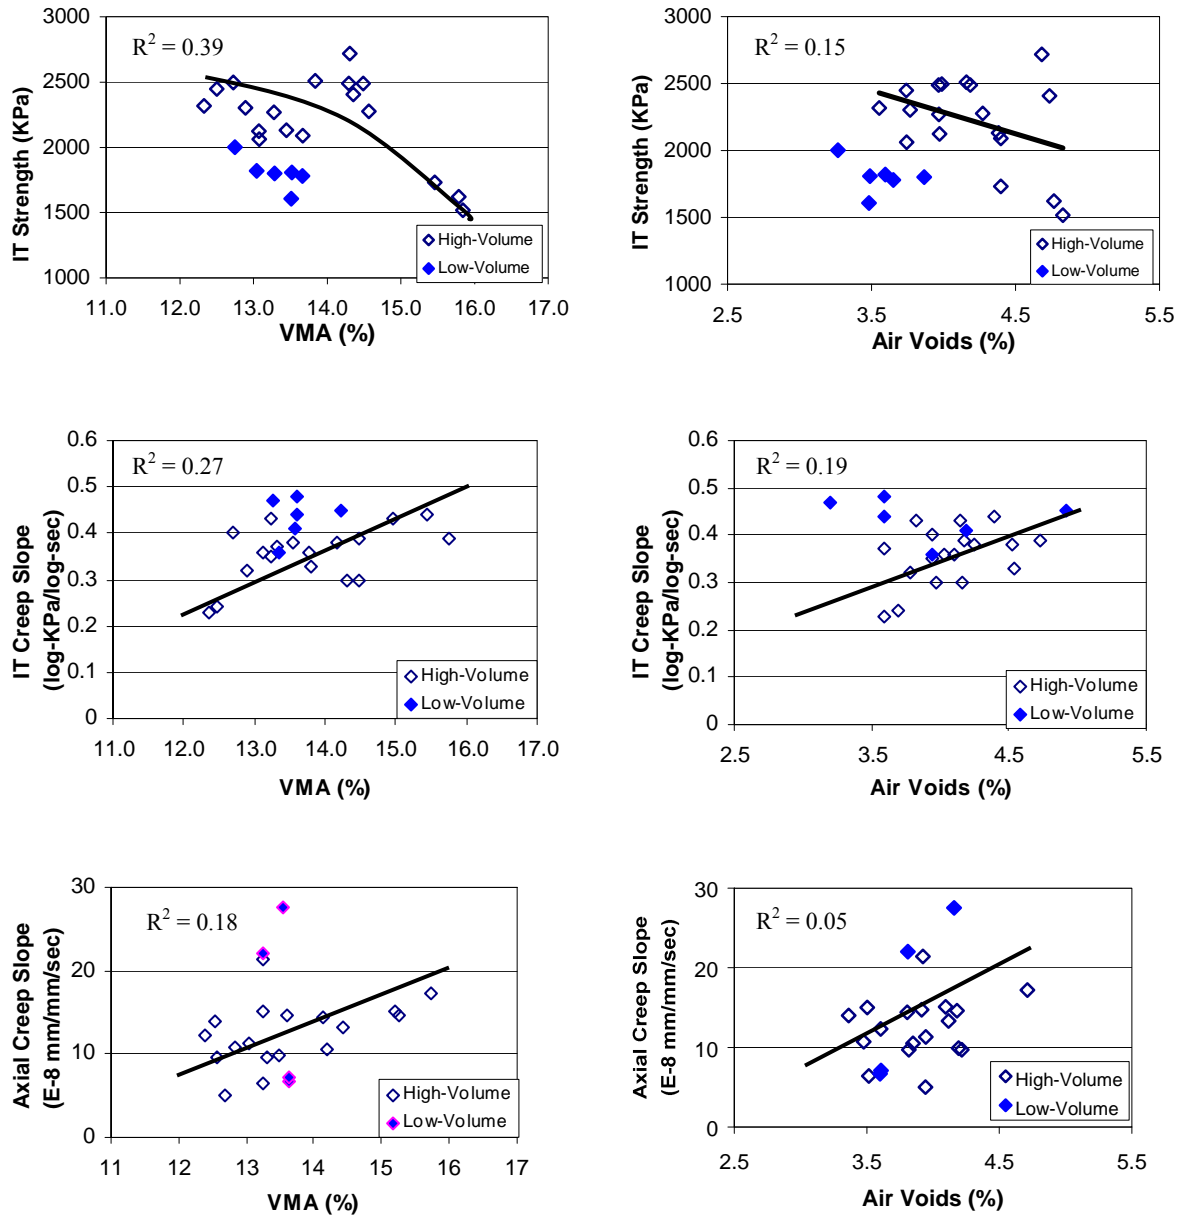 R² = 0.39
IT Strength (KPa)
3000
2500
2000
1500
1000
High-Volume
Low-Volume
11.0 12.0 13.0 14.0 15.0 16.0 17.0
VMA (%)
R² = 0.15
IT Strength (KPa)
3000
2500
2000
1500
1000
High-Volume
Low-Volume
2.5 3.5 4.5 5.5
Air Voids (%)
R² = 0.27
IT Creep Slope
(log-KPa/log-sec)
0.6
0.5
0.4
0.3
0.2
0.1
0
High-Volume
Low-Volume
11.0 12.0 13.0 14.0 15.0 16.0 17.0
VMA (%)
R² = 0.19
IT Creep Slope
(log-KPa/log-sec)
0.6
0.5
0.4
0.3
0.2
0.1
0
High-Volume
Low-Volume
2.5 3.5 4.5 5.5
Air Voids (%)
R² = 0.18
Axial Creep Slope
(E-8 mm/mm/sec)
30
20
10
0
High-Volume
Low-Volume
11 12 13 14 15 16 17
VMA (%)
R² = 0.05
Axial Creep Slope
(E-8 mm/mm/sec)
30
20
10
0
High-Volume
Low-Volume
2.5 3.5 4.5 5.5
Air Voids (%)